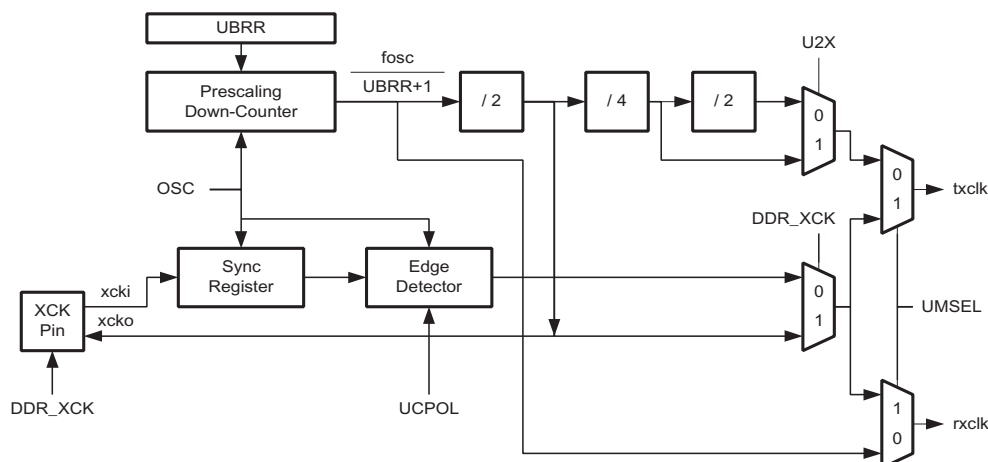 UBRR
fosc
U2X
Prescaling
Down-Counter
UBRR+1
/ 2
/ 4
/ 2
0
1
0
1
txclk
OSC
DDR_XCK
Sync
Register
Edge
Detector
0
1
xcki
XCK
Pin
xcko
UMSEL
DDR_XCK
UCPOL
1
0
rxclk